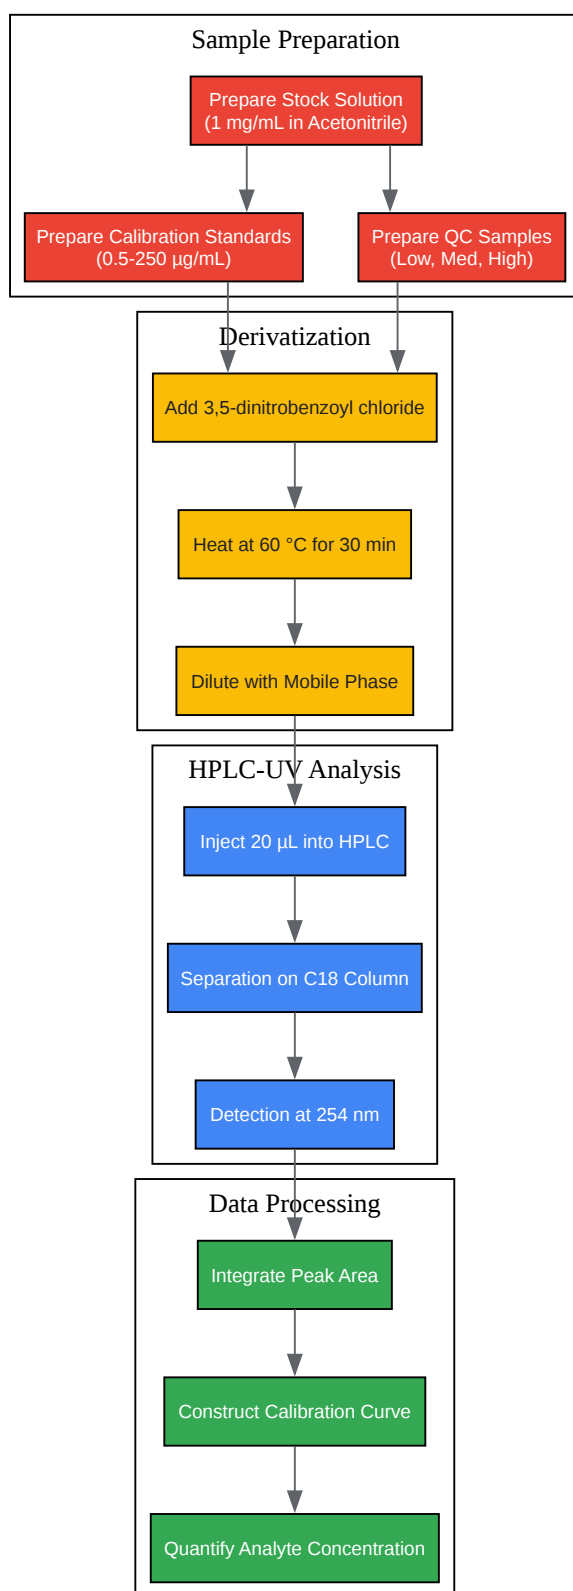 Sample Preparation
Prepare Stock Solution
(1 mg/mL in Acetonitrile)
Prepare Calibration Standards
(0.5-250 µg/mL)
Prepare QC Samples
(Low, Med, High)
Derivatization
Add 3,5-dinitrobenzoyl chloride
Heat at 60 °C for 30 min
Dilute with Mobile Phase
HPLC-UV Analysis
Inject 20 µL into HPLC
Separation on C18 Column
Detection at 254 nm
Data Processing
Integrate Peak Area
Construct Calibration Curve
Quantify Analyte Concentration